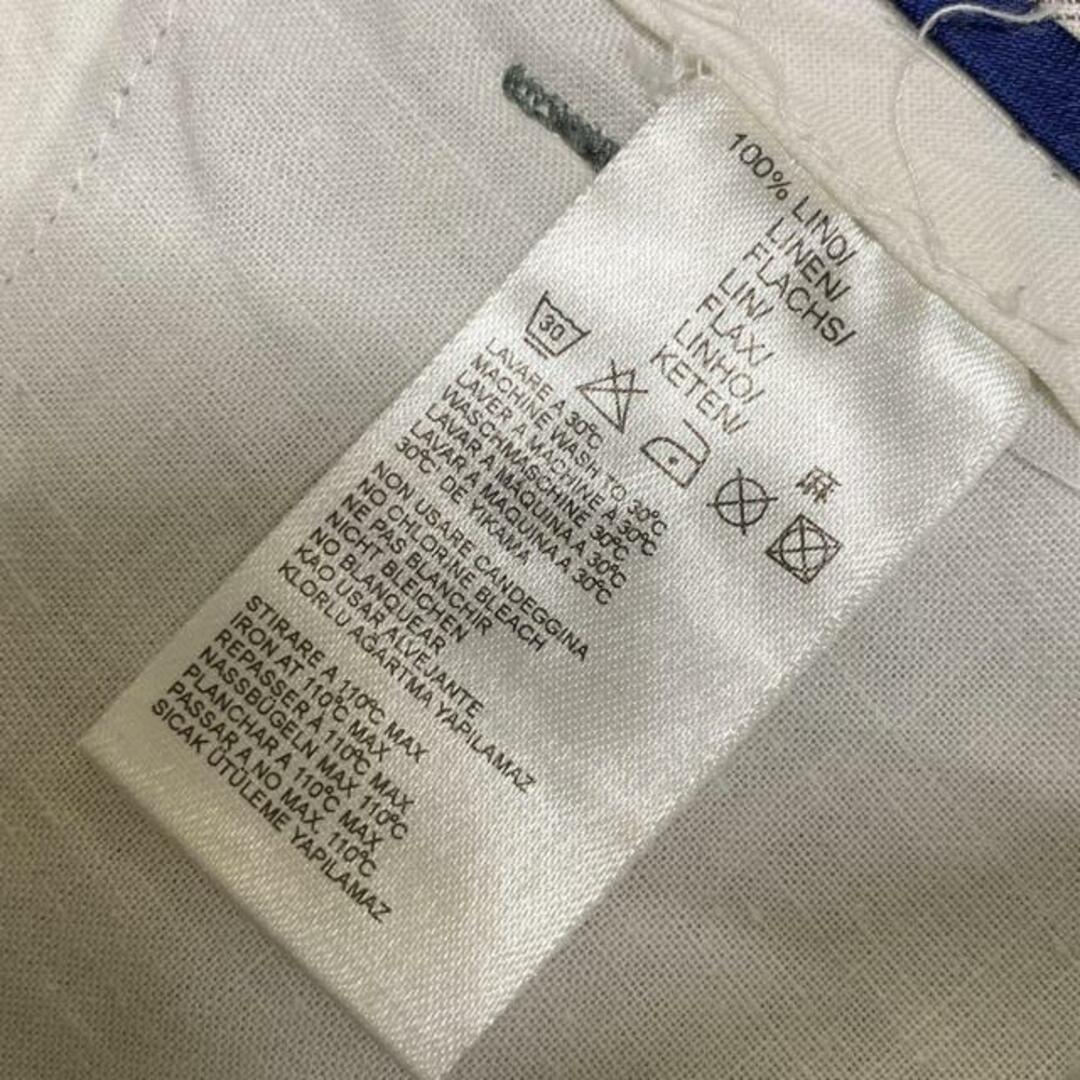 100% LINO/
LINEN/
FLACHS/
LIN/
FLAX/
LINHO/
KETEN/
麻
30
LAVARE A 30°C
MACHINE WASH TO 30°C
LAVER A MACHINE A 30°C
WASCHMASCHINE 30°C
LAVAR A MÁQUINA A 30°C
LAVAR A MAQUINA A 30°C
30°C' DE YIKAMA
NON USARE CANDEGGINA
NO CHLORINE BLEACH
NE PAS BLANCHIR
NICHT BLEICHEN
NO BLANQUEAR
KAO USAR ALVEJANTE
KLORLU AGARTMA YAPILAMAZ
STIRARE A 110°C MAX
IRON AT 110°C MAX
REPASSER À 110°C MAX
NASSBÜGELN MAX 110°C
PLANCHAR A 110°C MAX
PASSAR A NO MAX. 110°C
SICAK ÜTÜLEME YAPILAMAZ